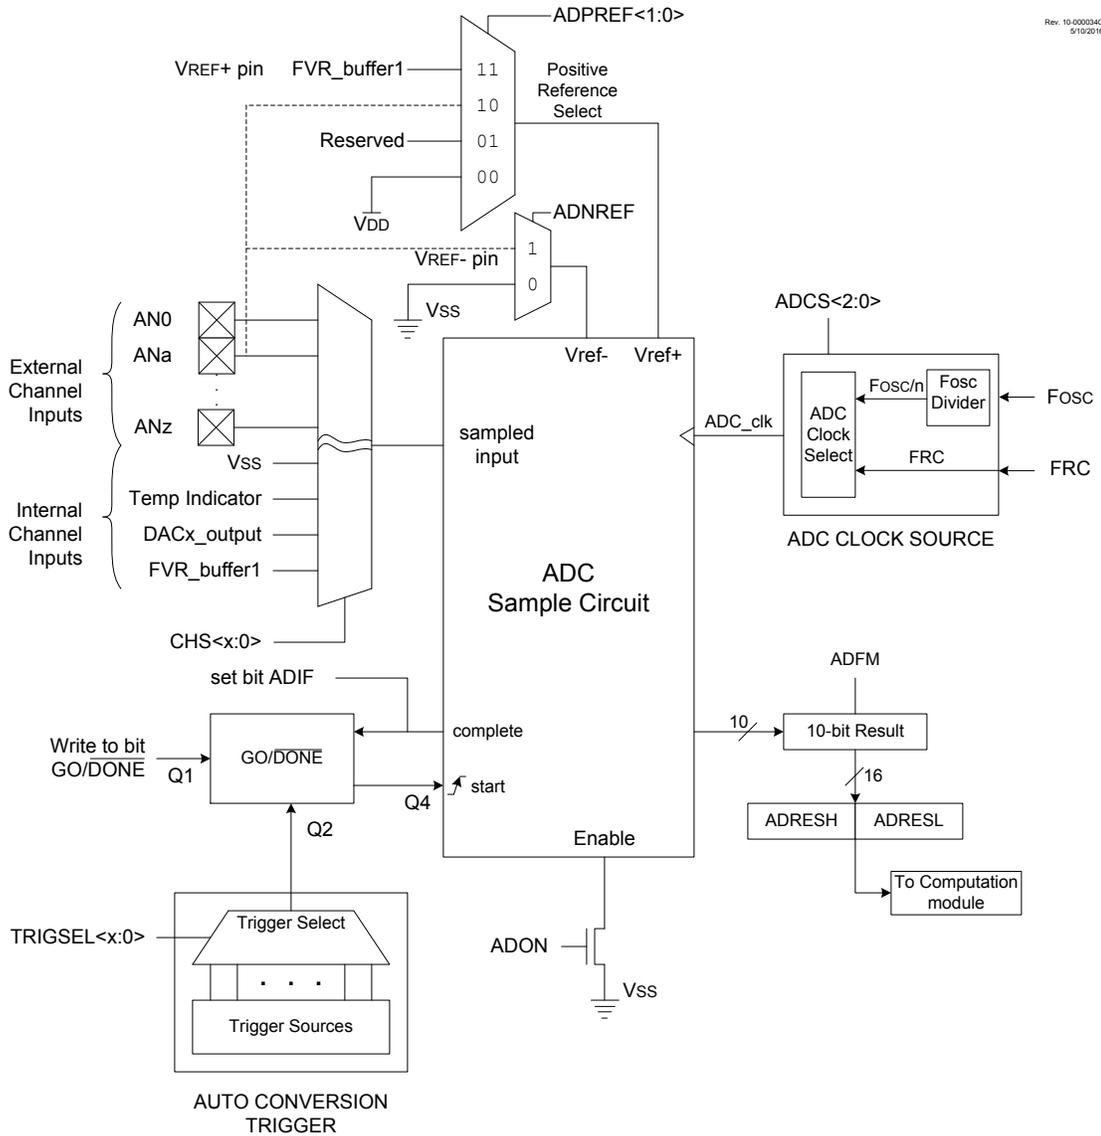 ADPREF<1:0>
Rev. 10-000034C
5/10/2016
VREF+ pin
FVR_buffer1
11
Positive
Reference
Select
10
Reserved
01
00
VDD
ADNREF
VREF- pin
1
0
VSS
ADCS<2:0>
External
Channel
Inputs
AN0
ANa
.
.
.
ANz
Internal
Channel
Inputs
VSS
Temp Indicator
DACx_output
FVR_buffer1
CHS<x:0>
Vref-
Vref+
sampled
input
ADC_clk
ADC
Clock
Select
FOSC/n
Fosc
Divider
FOSC
FRC
FRC
ADC CLOCK SOURCE
ADC
Sample Circuit
set bit ADIF
complete
Write to bit
GO/DONE
Q1
GO/DONE
Q4
start
Q2
Enable
ADFM
10
10-bit Result
16
ADRESH
ADRESL
To Computation
module
TRIGSEL<x:0>
Trigger Select
. . .
Trigger Sources
AUTO CONVERSION
TRIGGER
ADON
VSS